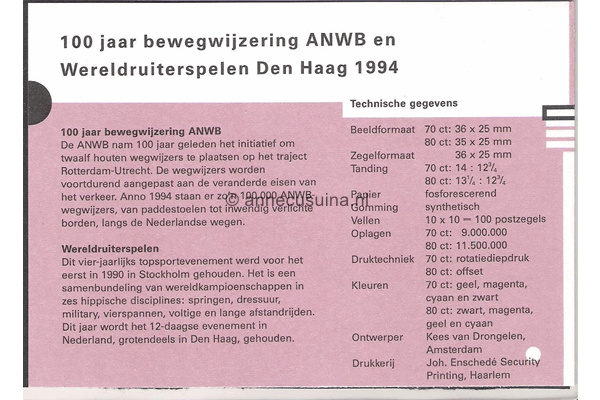 100 jaar bewegwijzering ANWB en
Wereldruiterspelen Den Haag 1994
100 jaar bewegwijzering ANWB
De ANWB nam 100 jaar geleden het initiatief om
twaalf houten wegwijzers te plaatsen op het traject
Rotterdam-Utrecht. De wegwijzers worden
voortdurend aangepast aan de veranderde eisen van
het verkeer. Anno 1994 staan er zo'n 100.000 ANWB-
wegwijzers, van paddestoelen tot inwendig verlichte
borden, langs de Nederlandse wegen.
Wereldruiterspelen
Dit vier-jaarlijks topsportevenement werd voor het
eerst in 1990 in Stockholm gehouden. Het is een
samenbundeling van wereldkampioenschappen in
zes hippische disciplines: springen, dressuur,
military, vierspannen, voltige en lange afstandrijden.
Dit jaar wordt het 12-daagse evenement in
Nederland, grotendeels in Den Haag, gehouden.
Technische gegevens
Beeldformaat 70 ct: 36 x 25 mm
80 ct: 35 x 25 mm
Zegelformaat 36 x 25 mm
Tanding 70 ct: 14 : 12¾
80 ct: 13¼ : 12¾
Papier fosforescerend
Gomming synthetisch
Vellen 10 x 10 = 100 postzegels
Oplagen 70 ct: 9.000.000
80 ct: 11.500.000
Druktechniek 70 ct: rotatiediepdruk
80 ct: offset
Kleuren 70 ct: geel, magenta,
cyaan en zwart
80 ct: zwart, magenta,
geel en cyaan
Ontwerper Kees van Drongelen,
Amsterdam
Drukkerij Joh. Enschedé Security
Printing, Haarlem
© annecusuina.nl